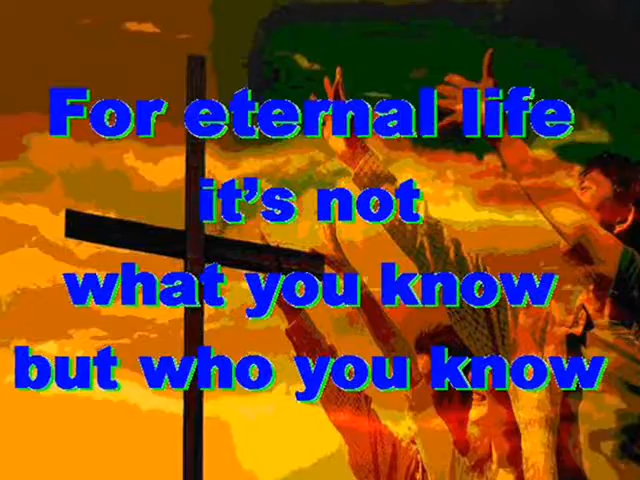 For eternal life
it's not
what you know
but who you know